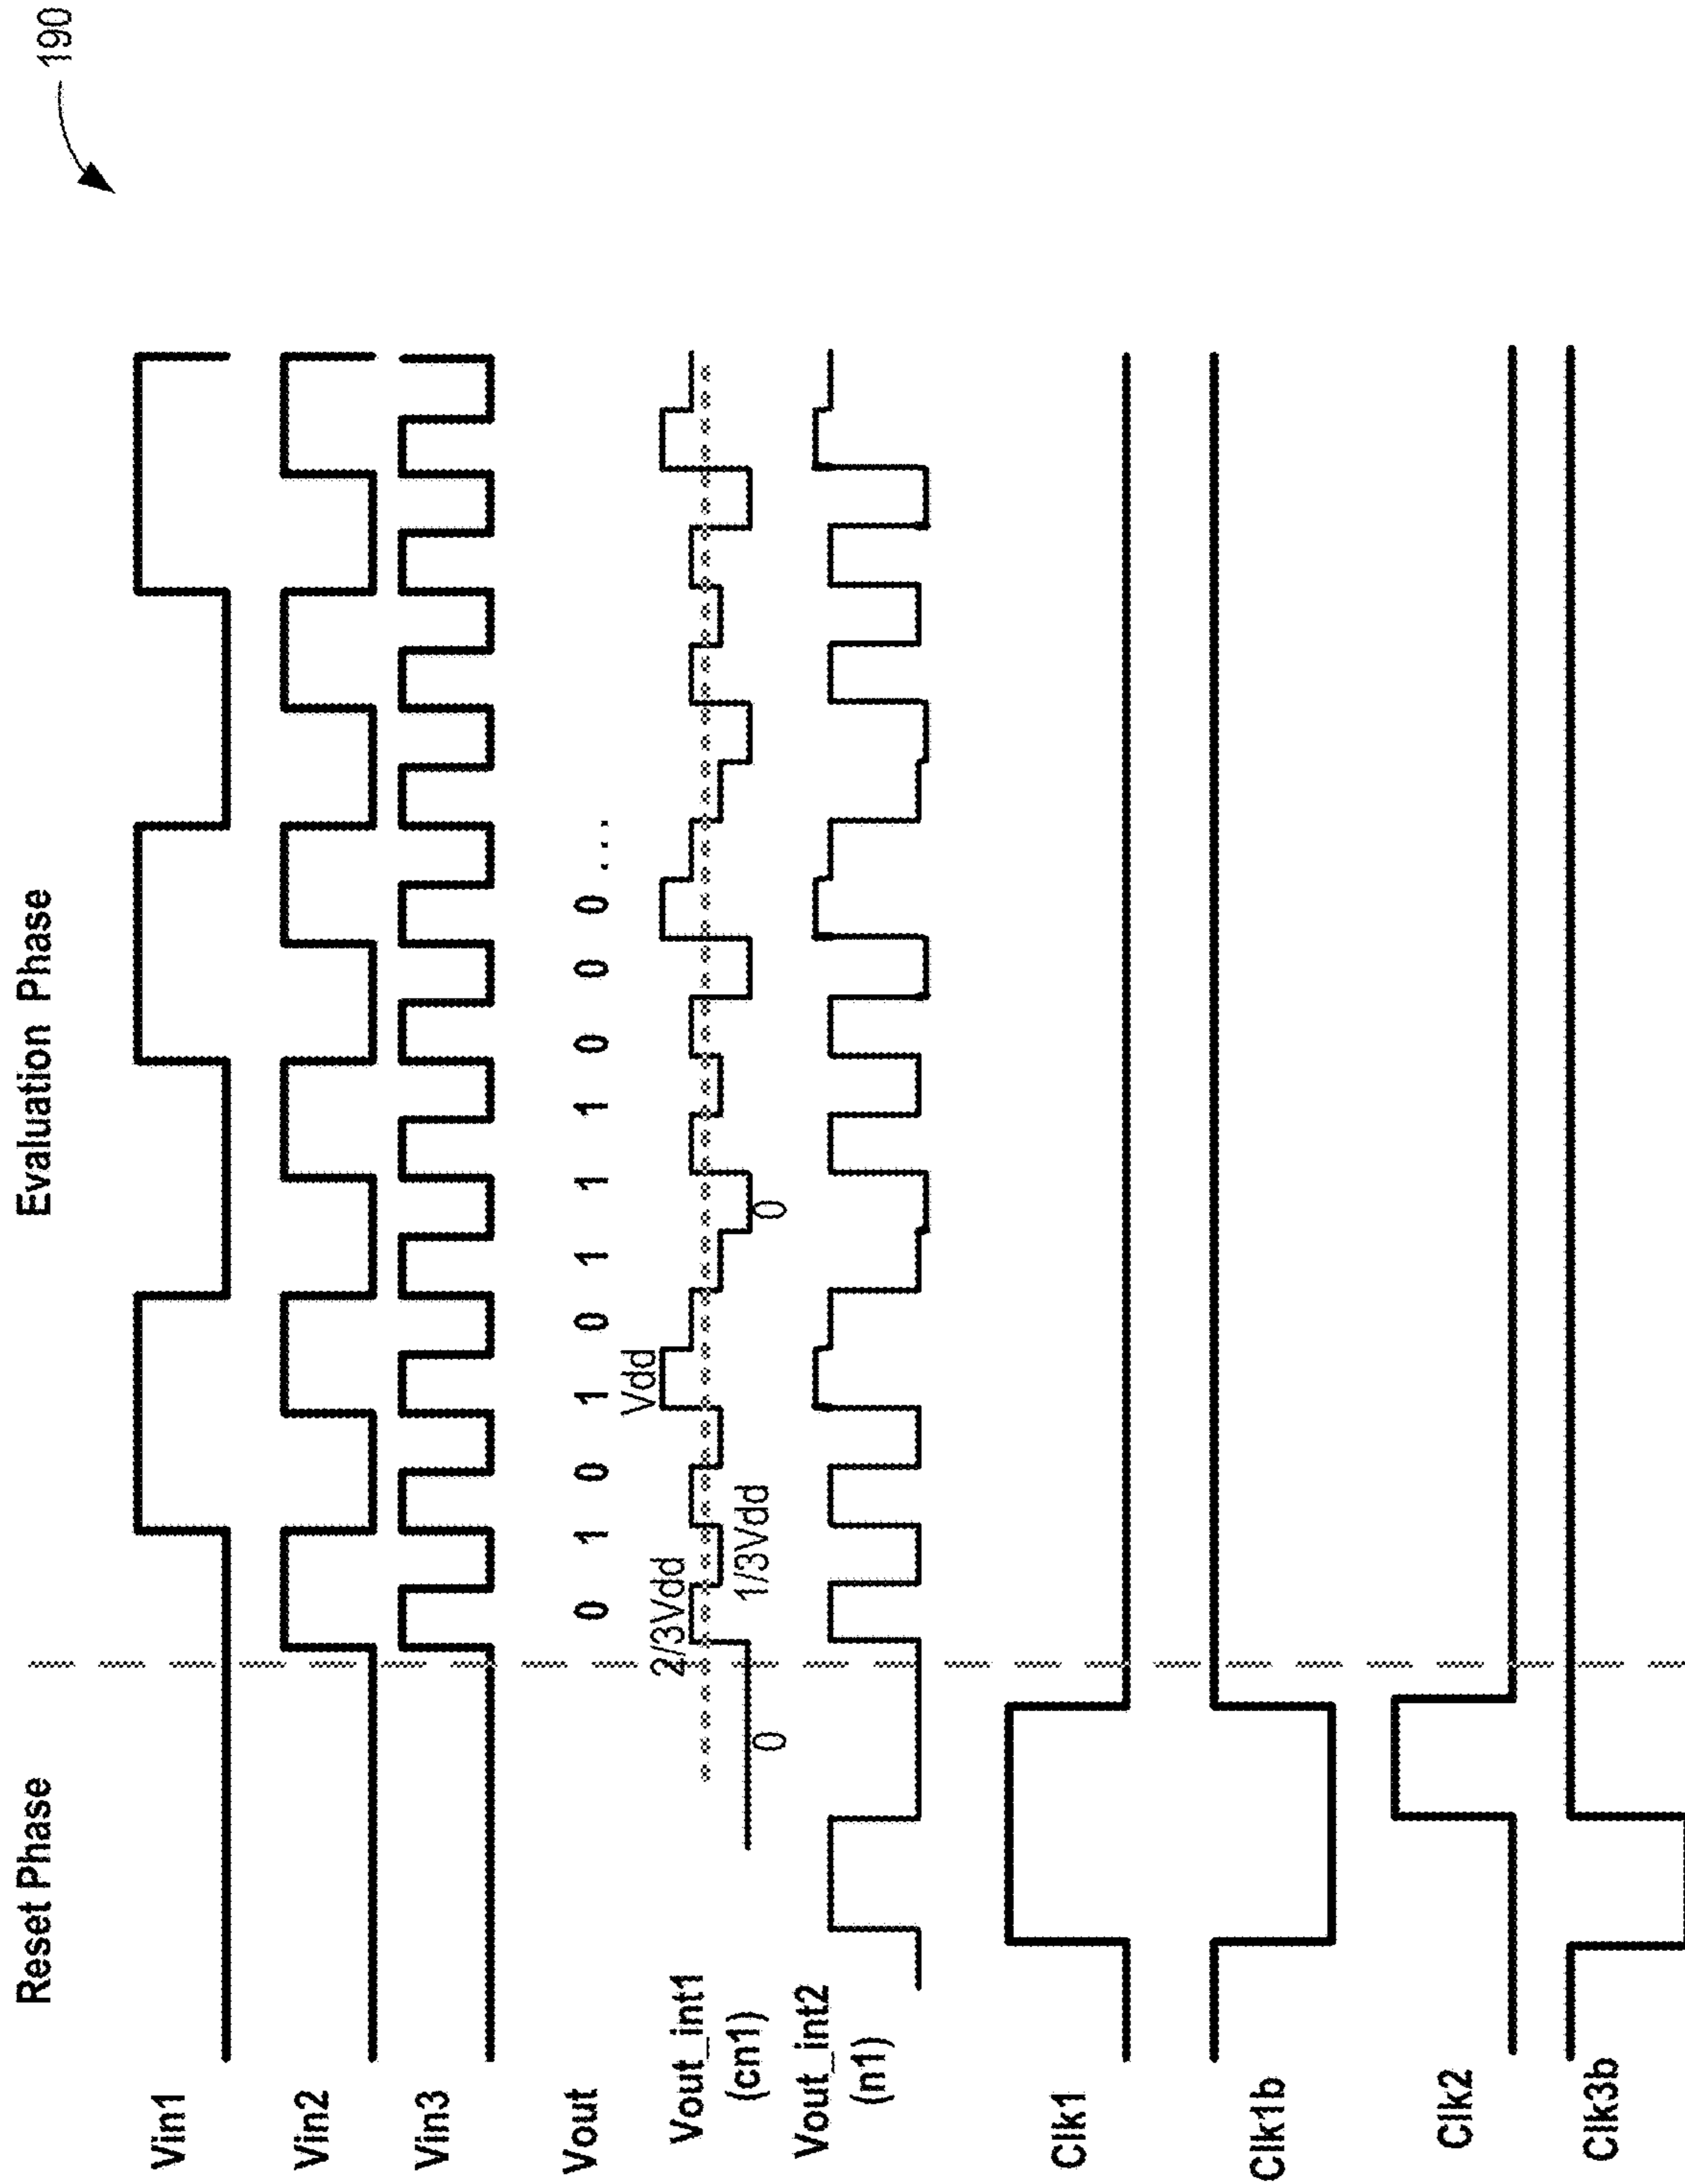 190
Reset Phase
Evaluation Phase
Vin1
Vin2
Vin3
Vout
0 1 0 1 0 1 1 1 0 0 0 ...
Vout_int1
(cn1)
0
2/3Vdd
1/3Vdd
Vdd
0
Vout_int2
(n1)
Clk1
Clk1b
Clk2
Clk3b